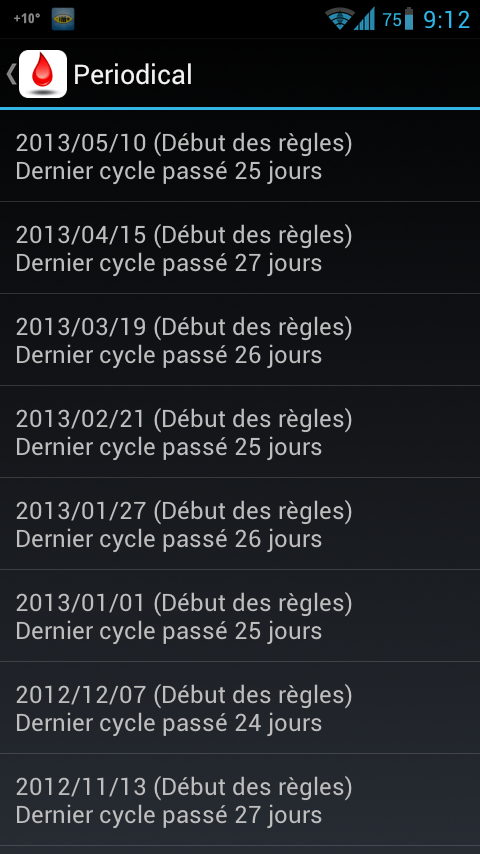 +10° 75 9:12
Periodical
2013/05/10 (Début des règles)
Dernier cycle passé 25 jours
2013/04/15 (Début des règles)
Dernier cycle passé 27 jours
2013/03/19 (Début des règles)
Dernier cycle passé 26 jours
2013/02/21 (Début des règles)
Dernier cycle passé 25 jours
2013/01/27 (Début des règles)
Dernier cycle passé 26 jours
2013/01/01 (Début des règles)
Dernier cycle passé 25 jours
2012/12/07 (Début des règles)
Dernier cycle passé 24 jours
2012/11/13 (Début des règles)
Dernier cycle passé 27 jours